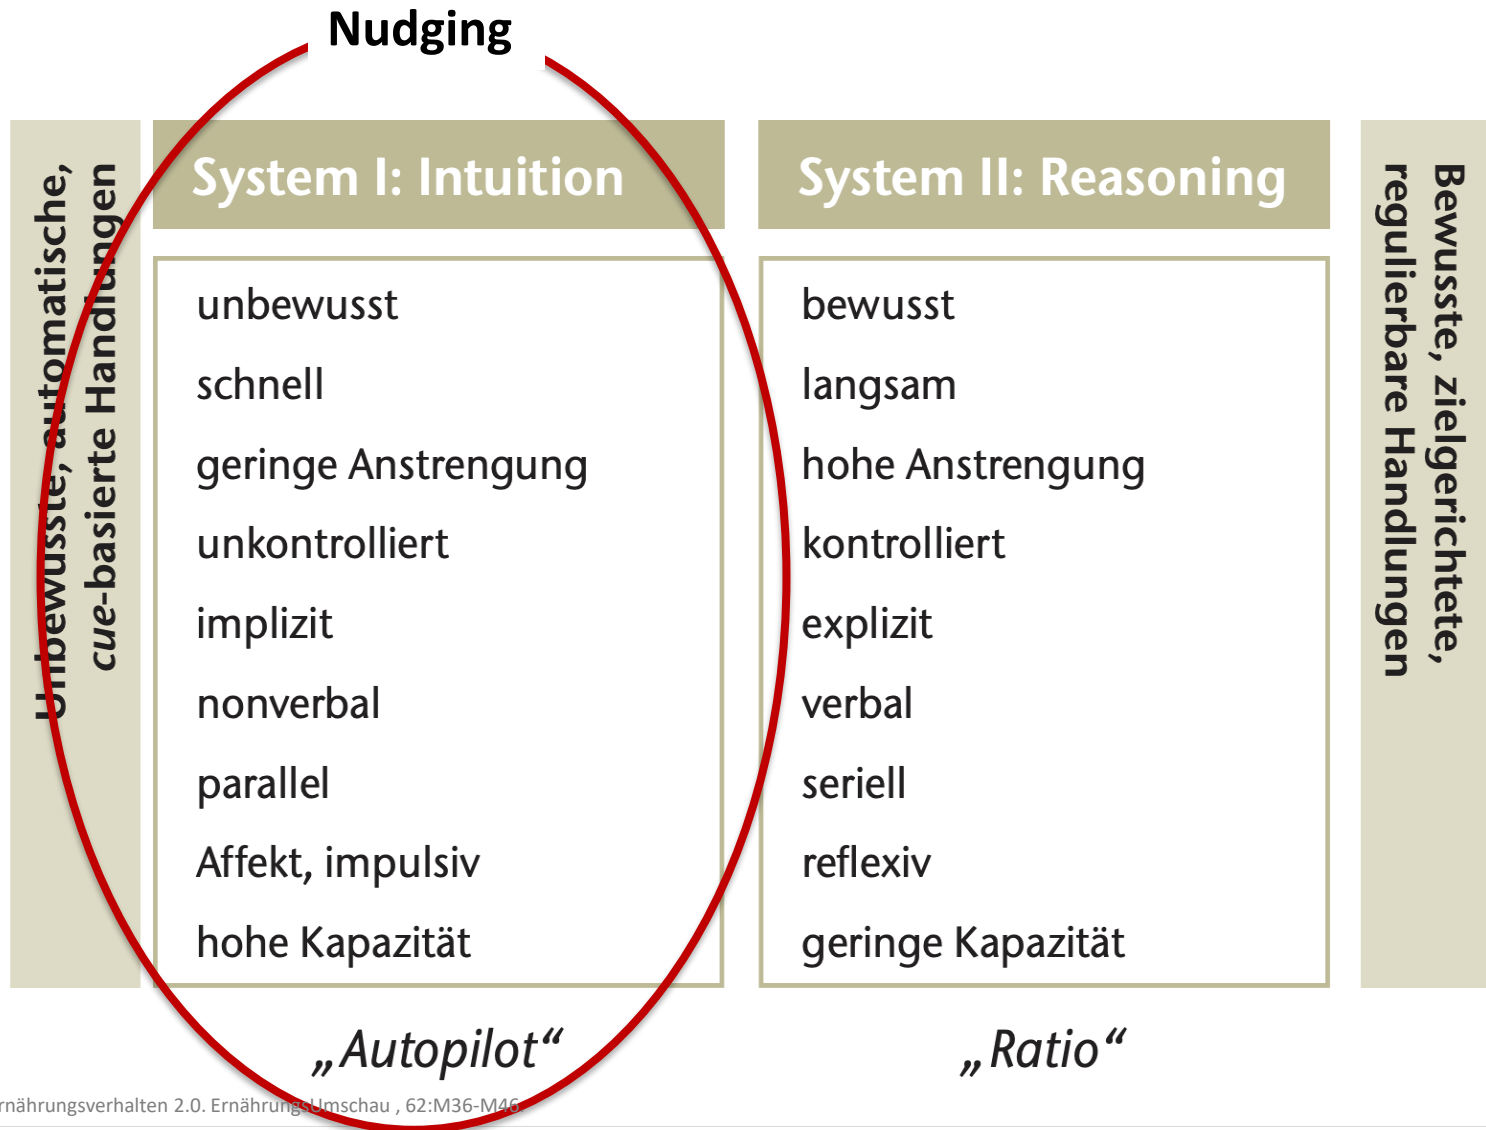 Nudging
Unbewusste, automatische,
cue-basierte Handlungen
System I: Intuition
unbewusst
schnell
geringe Anstrengung
unkontrolliert
implizit
nonverbal
parallel
Affekt, impulsiv
hohe Kapazität
„Autopilot“
System II: Reasoning
bewusst
langsam
hohe Anstrengung
kontrolliert
explizit
verbal
seriell
reflexiv
geringe Kapazität
„Ratio“
Bewusste, zielgerichtete,
regulierbare Handlungen
rnährungsverhalten 2.0. ErnährungsUmschau , 62:M36-M46.